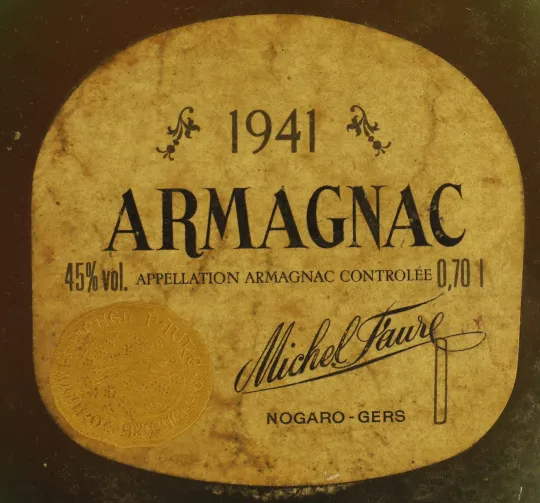 1941
ARMAGNAC
45% vol. APPELLATION ARMAGNAC CONTROLÉE 0,70 l
Michel Faure
NOGARO - GERS